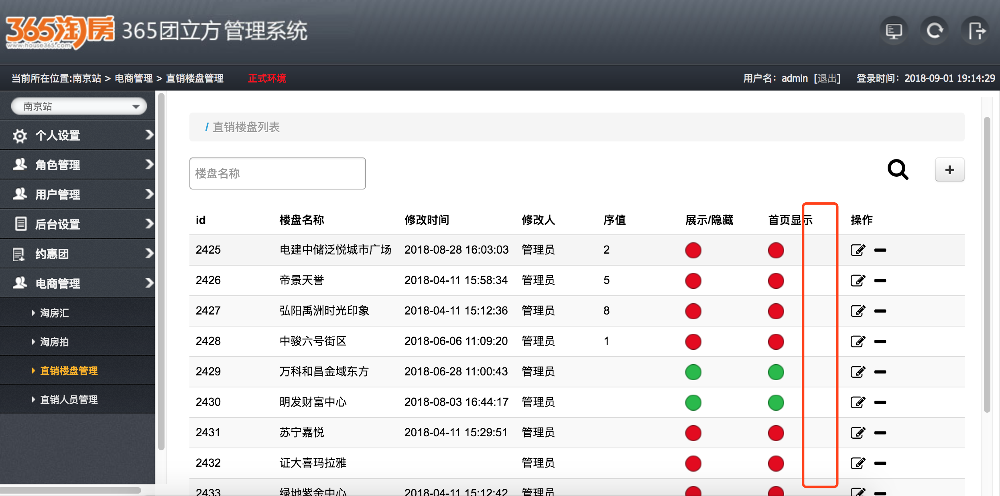 365淘房 365团立方管理系统
www.house365.com
当前所在位置:南京站 > 电商管理 > 直销楼盘管理 正式环境 用户名：admin [退出] 登录时间：2018-09-01 19:14:29
南京站
个人设置
角色管理
用户管理
后台设置
约惠团
电商管理
淘房汇
淘房拍
直销楼盘管理
直销人员管理
/ 直销楼盘列表
楼盘名称
id 楼盘名称 修改时间 修改人 序值 展示/隐藏 首页显示 操作
2425 电建中储泛悦城市广场 2018-08-28 16:03:03 管理员 2
2426 帝景天誉 2018-04-11 15:58:34 管理员 5
2427 弘阳禹洲时光印象 2018-04-11 15:12:36 管理员 8
2428 中骏六号街区 2018-06-06 11:09:20 管理员 1
2429 万科和昌金域东方 2018-06-28 11:00:43 管理员
2430 明发财富中心 2018-08-03 16:44:17 管理员
2431 苏宁嘉悦 2018-04-11 15:29:51 管理员
2432 证大喜玛拉雅 管理员
2433 绿地紫金中心 2018-04-11 15:12:42 管理员